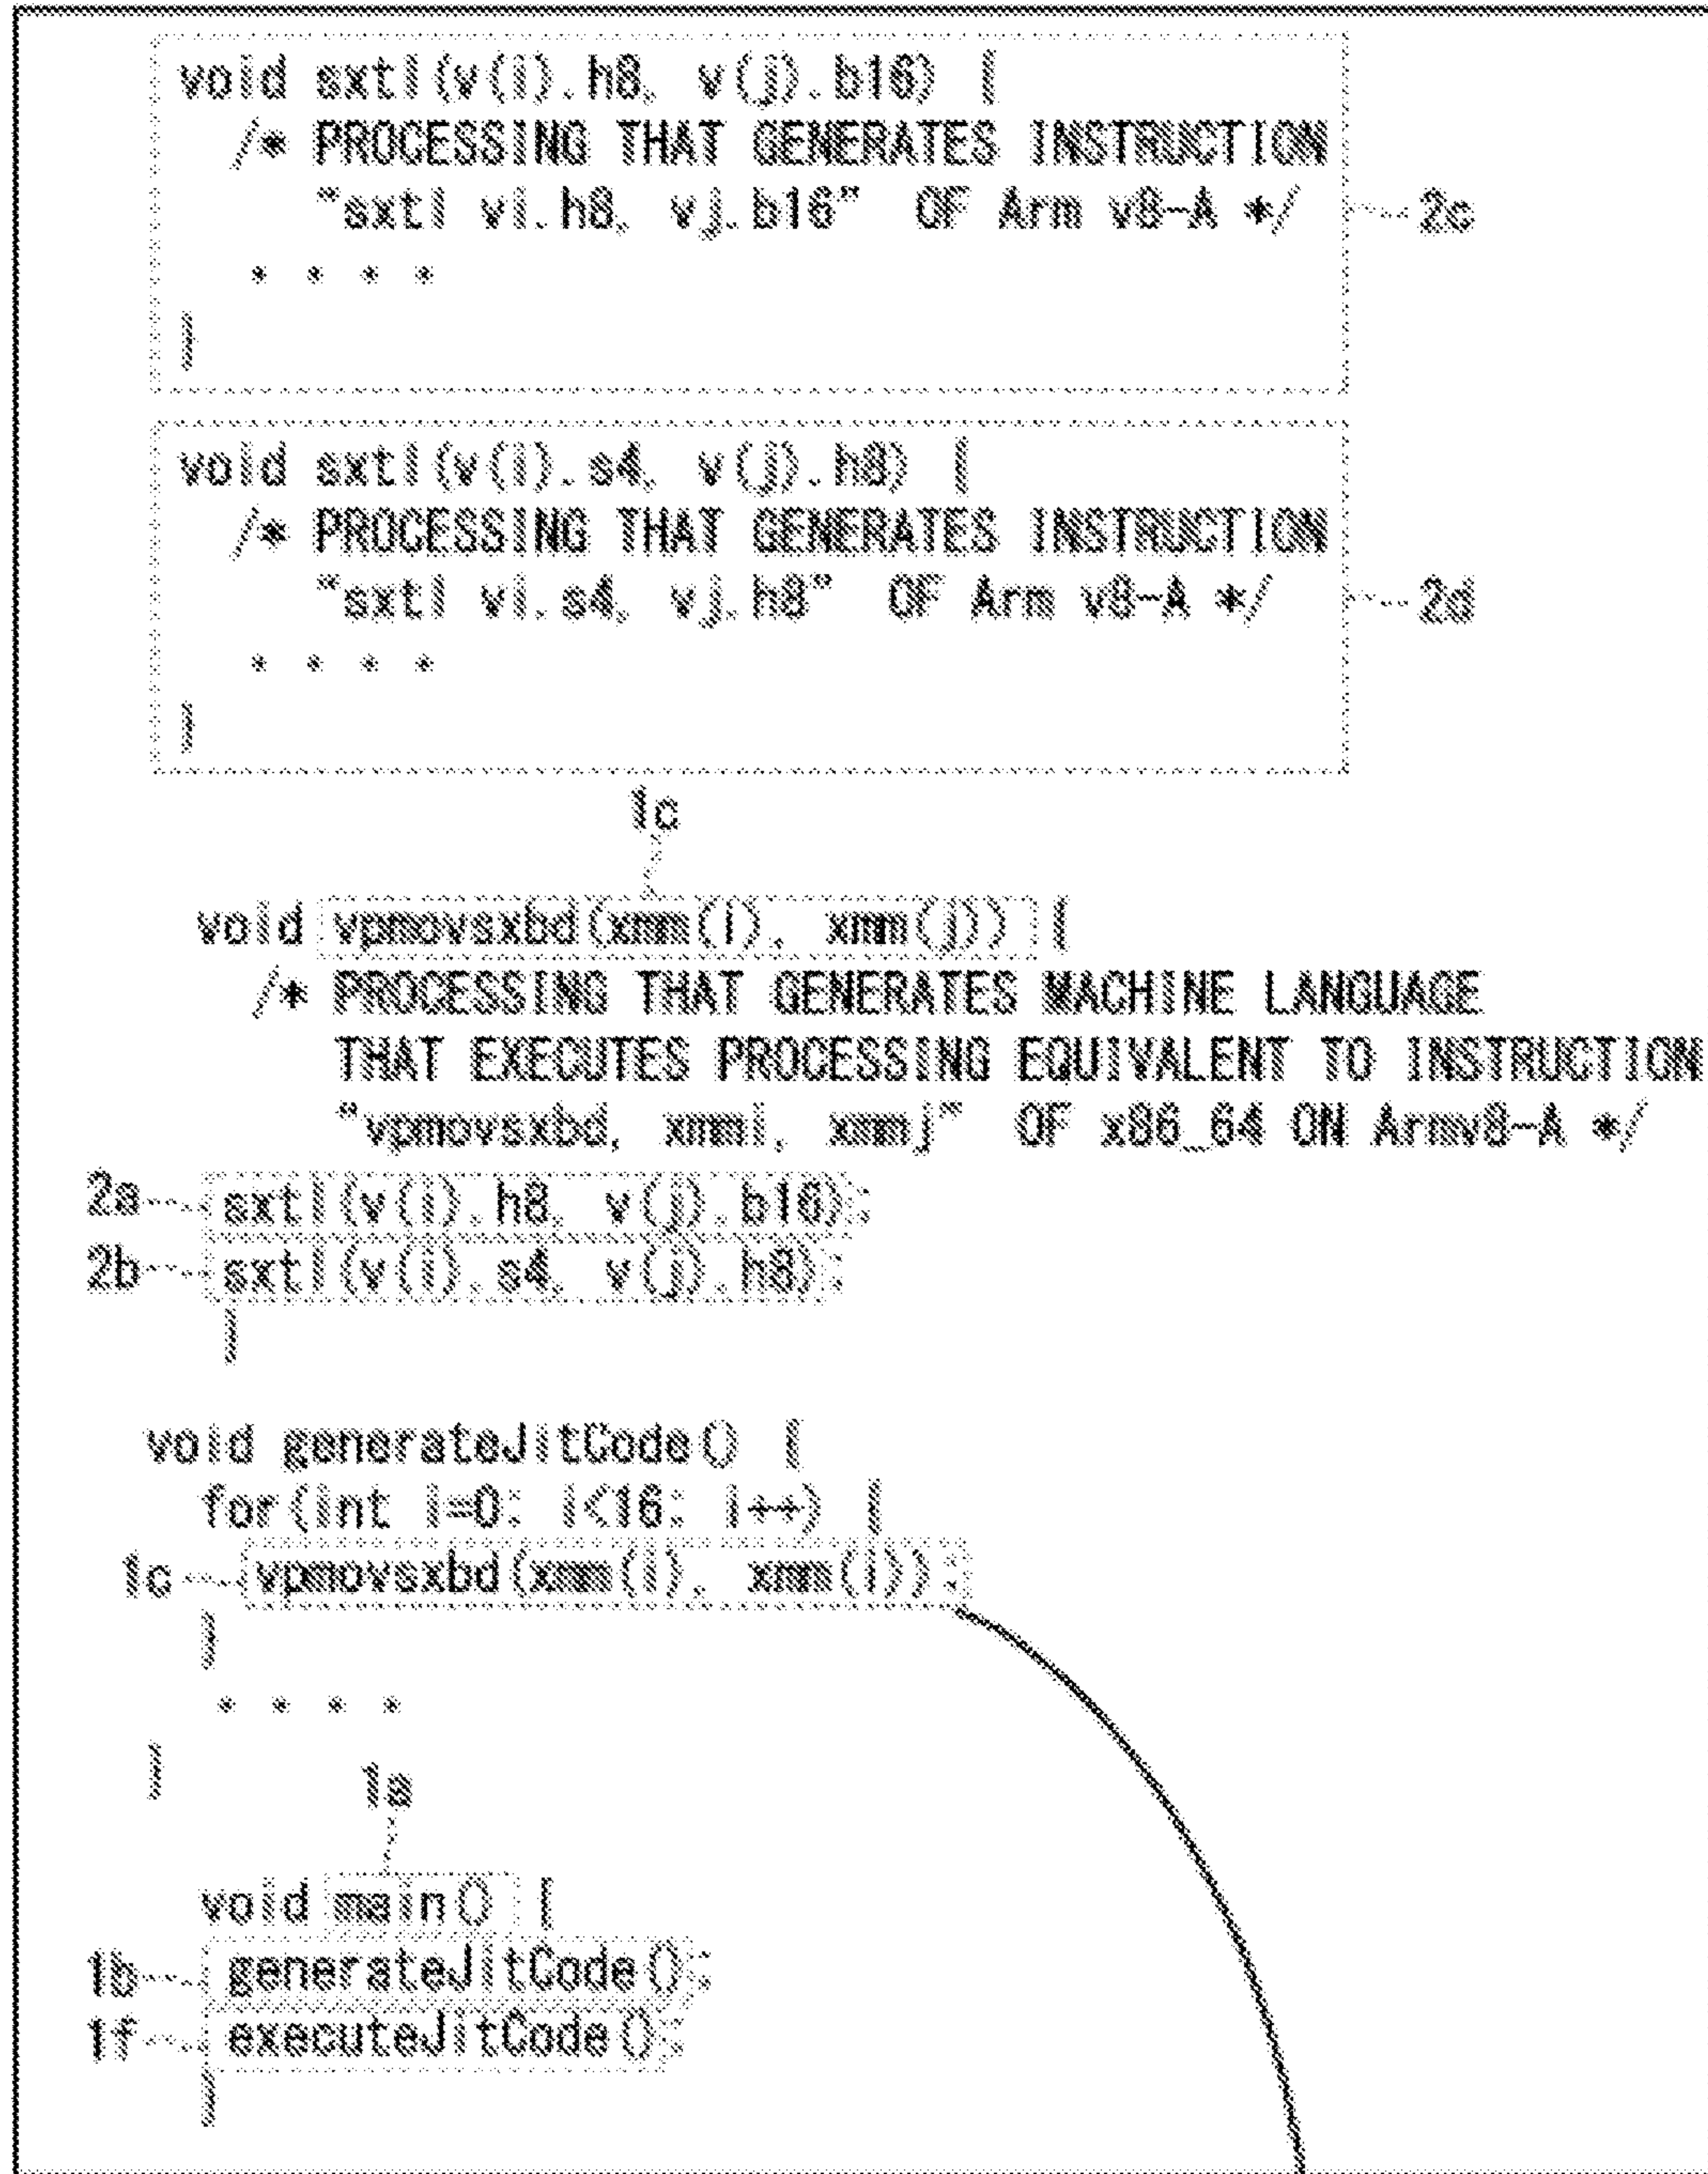 void sxtl(v(i).h8, v(j).b16) {
/* PROCESSING THAT GENERATES INSTRUCTION
"sxtl vi.h8, vj.b16" OF Arm v8-A */
2c
. . . .
}
void sxtl(v(i).s4, v(j).h8) {
/* PROCESSING THAT GENERATES INSTRUCTION
"sxtl vi.s4, vj.h8" OF Arm v8-A */
2d
. . . .
}
1c
void vpmovsxbd(xmm(i), xmm(j)) {
/* PROCESSING THAT GENERATES MACHINE LANGUAGE
THAT EXECUTES PROCESSING EQUIVALENT TO INSTRUCTION
"vpmovsxbd, xmmi, xmmj" OF x86_64 ON Armv8-A */
2a sxtl(v(i).h8, v(j).b16);
2b sxtl(v(i).s4, v(j).h8);
}
void generateJitCode() {
for(int i=0; i<16; i++) {
1c vpmovsxbd(xmm(i), xmm(i));
}
. . . .
}
1a
void main() {
1b generateJitCode();
1f executeJitCode();
}